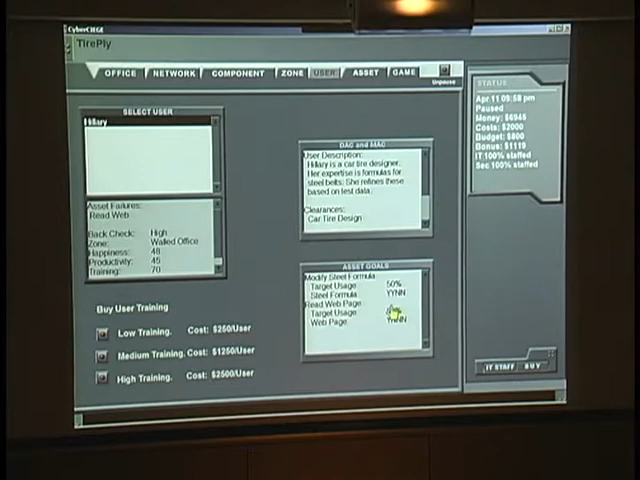 CyberCIEGE
TirePly
OFFICE
NETWORK
COMPONENT
ZONE
USER
ASSET
GAME
Unpause
STATUS
Apr 11 09:58 pm
Paused
Money: $6945
Costs: $2000
Budget: $800
Bonus: $1119
IT 100% staffed
Sec 100% staffed
SELECT USER
Hillary
Asset Failures:
Read Web
Back Check: High
Zone: Walled Office
Happiness: 48
Productivity: 45
Training: 70
DAC and MAC
User Description:
Hillary is a car tire designer.
Her expertise is formulas for
steel belts. She refines these
based on test data.
Clearances:
Car Tire Design
ASSET GOALS
Modify Steel Formula
Target Usage 50%
Steel Formula YYNN
Read Web Page
Target Usage
Web Page
Buy User Training
Low Training. Cost: $250/User
Medium Training. Cost: $1250/User
High Training. Cost: $2500/User
IT STAFF BUY